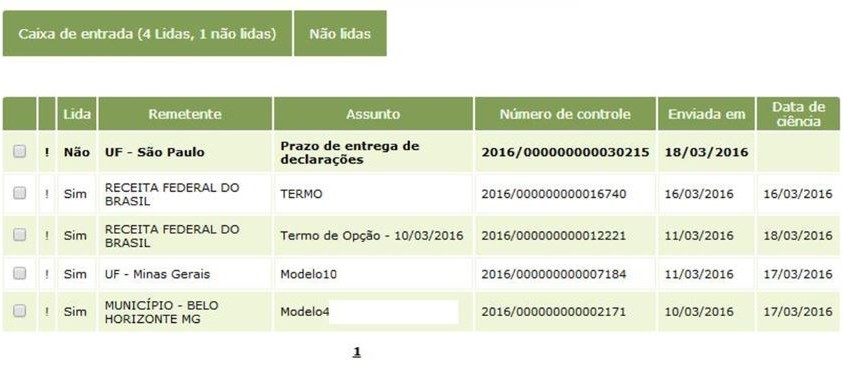 Caixa de entrada (4 Lidas, 1 não lidas) Não lidas
Lida Remetente Assunto Número de controle Enviada em Data de ciência
! Não UF - São Paulo Prazo de entrega de declarações 2016/000000000030215 18/03/2016
! Sim RECEITA FEDERAL DO BRASIL TERMO 2016/000000000016740 16/03/2016 16/03/2016
! Sim RECEITA FEDERAL DO BRASIL Termo de Opção - 10/03/2016 2016/000000000012221 11/03/2016 18/03/2016
! Sim UF - Minas Gerais Modelo10 2016/000000000007184 11/03/2016 17/03/2016
! Sim MUNICÍPIO - BELO HORIZONTE MG Modelo4 2016/000000000002171 10/03/2016 17/03/2016
1